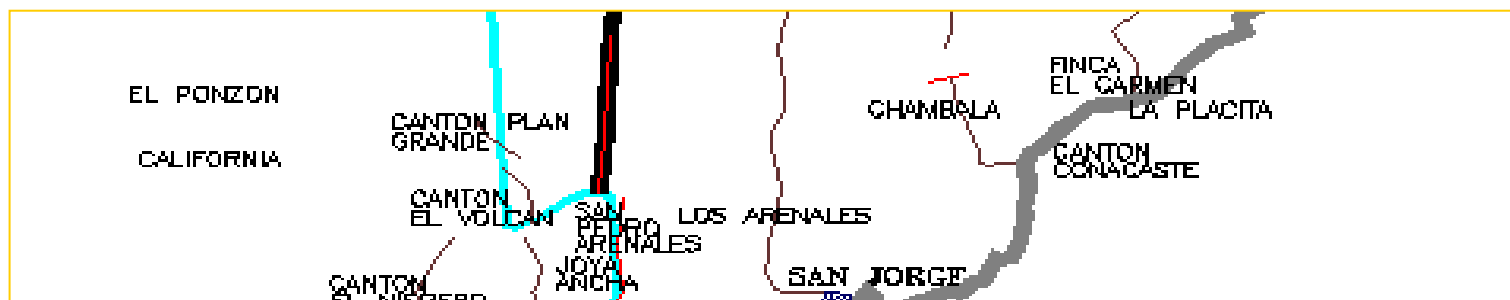 EL PONZON
CALIFORNIA
CANTON PLAN
GRANDE
CANTON
EL VOLCAN
CANTON
SAN
PEDRO
ARENALES
JOYA
ANCHA
LOS ARENALES
CHAMBALA
FINCA
EL CARMEN
LA PLACITA
CANTON
CONACASTE
SAN JORGE